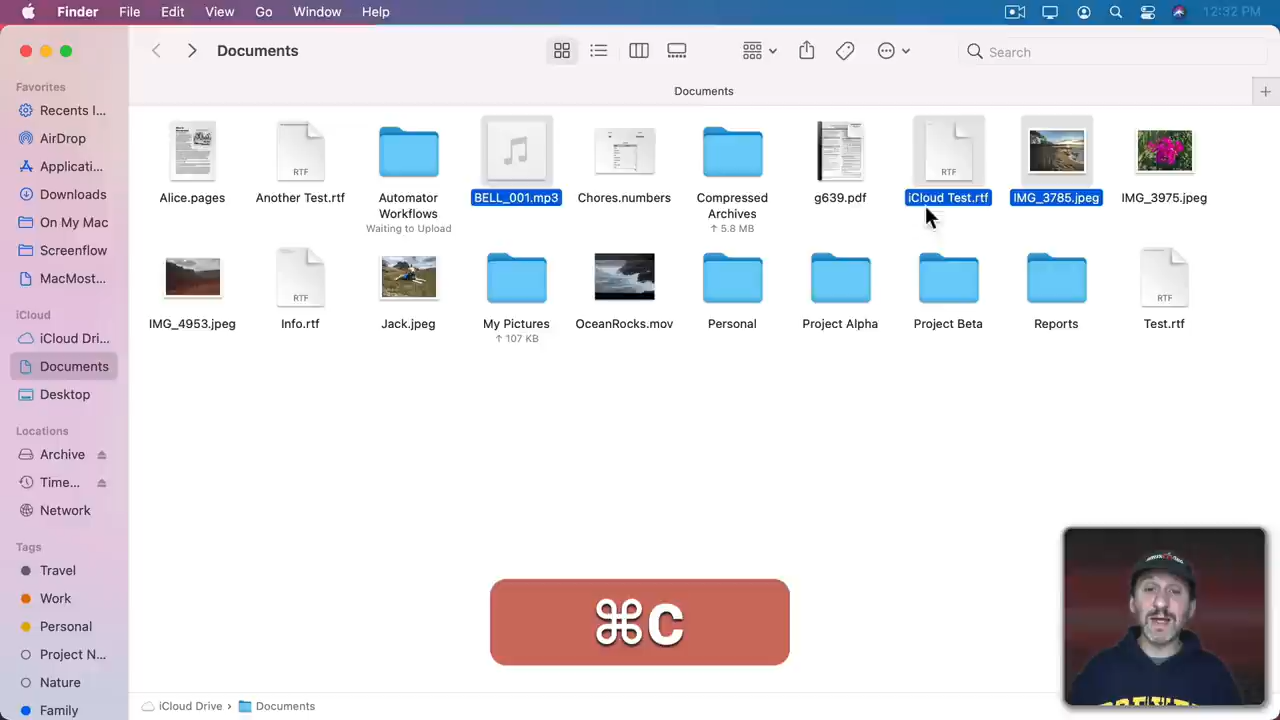 Finder File Edit View Go Window Help 12:32 PM
Documents
Search
Documents
Favorites
Recents I...
AirDrop
Applicati...
Downloads
On My Mac
Screenflow
MacMost...
iCloud
iCloud Dri...
Documents
Desktop
Locations
Archive
Time...
Network
Tags
Travel
Work
Personal
Project N...
Nature
Family
RTF RTF
Alice.pages Another Test.rtf Automator BELL_001.mp3 Chores.numbers Compressed g639.pdf iCloud Test.rtf IMG_3785.jpeg IMG_3975.jpeg
Workflows Archives
Waiting to Upload ↑ 5.8 MB
RTF RTF
IMG_4953.jpeg Info.rtf Jack.jpeg My Pictures OceanRocks.mov Personal Project Alpha Project Beta Reports Test.rtf
↑ 107 KB
⌘C
iCloud Drive › Documents